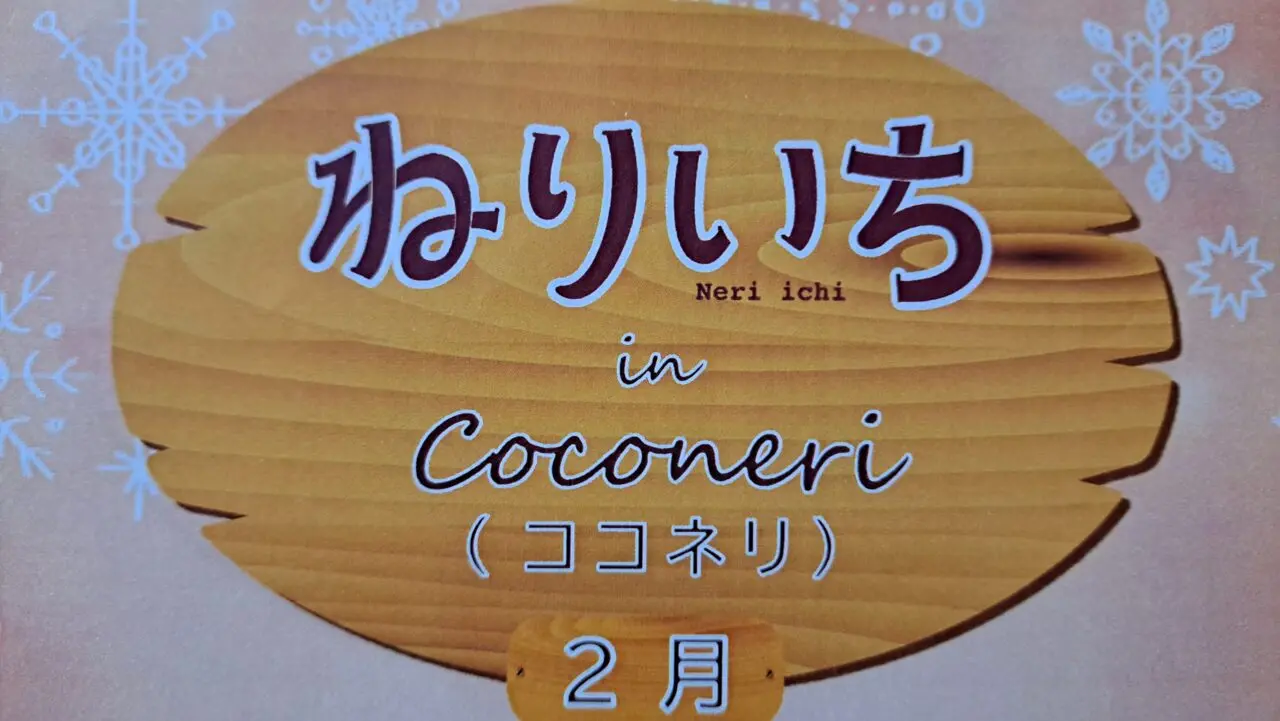 ねりいち
Neri ichi
in
Coconeri
(ココネリ)
2月